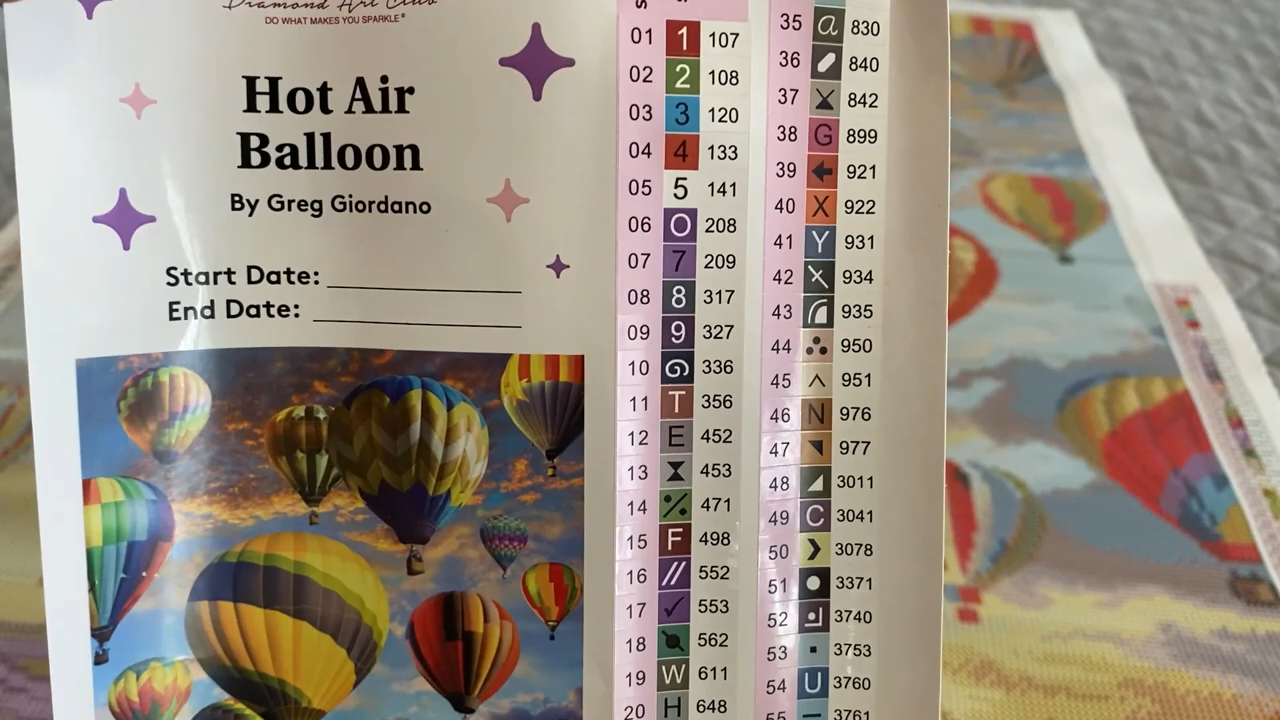 Diamond Art Club
DO WHAT MAKES YOU SPARKLE®
Hot Air
Balloon
By Greg Giordano
Start Date:
End Date:
01 1 107
02 2 108
03 3 120
04 4 133
05 5 141
06 O 208
07 7 209
08 8 317
09 9 327
10 336
11 T 356
12 E 452
13 453
14 % 471
15 F 498
16 // 552
17 ✓ 553
18 562
19 W 611
20 H 648
35 a 830
36 840
37 842
38 G 899
39 921
40 X 922
41 Y 931
42 934
43 935
44 950
45 ^ 951
46 N 976
47 977
48 3011
49 C 3041
50 3078
51 3371
52 3740
53 3753
54 U 3760
55 – 3761